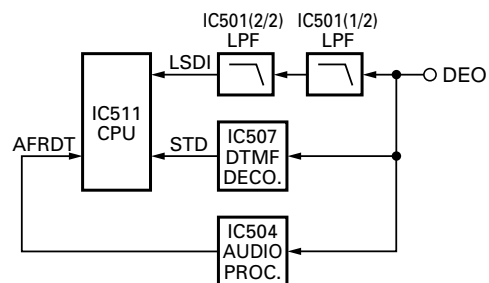 IC501(2/2) IC501(1/2)
LPF LPF
LSDI
DEO
IC511
CPU
IC507
DTMF
DECO.
AFRDT
STD
IC504
AUDIO
PROC.